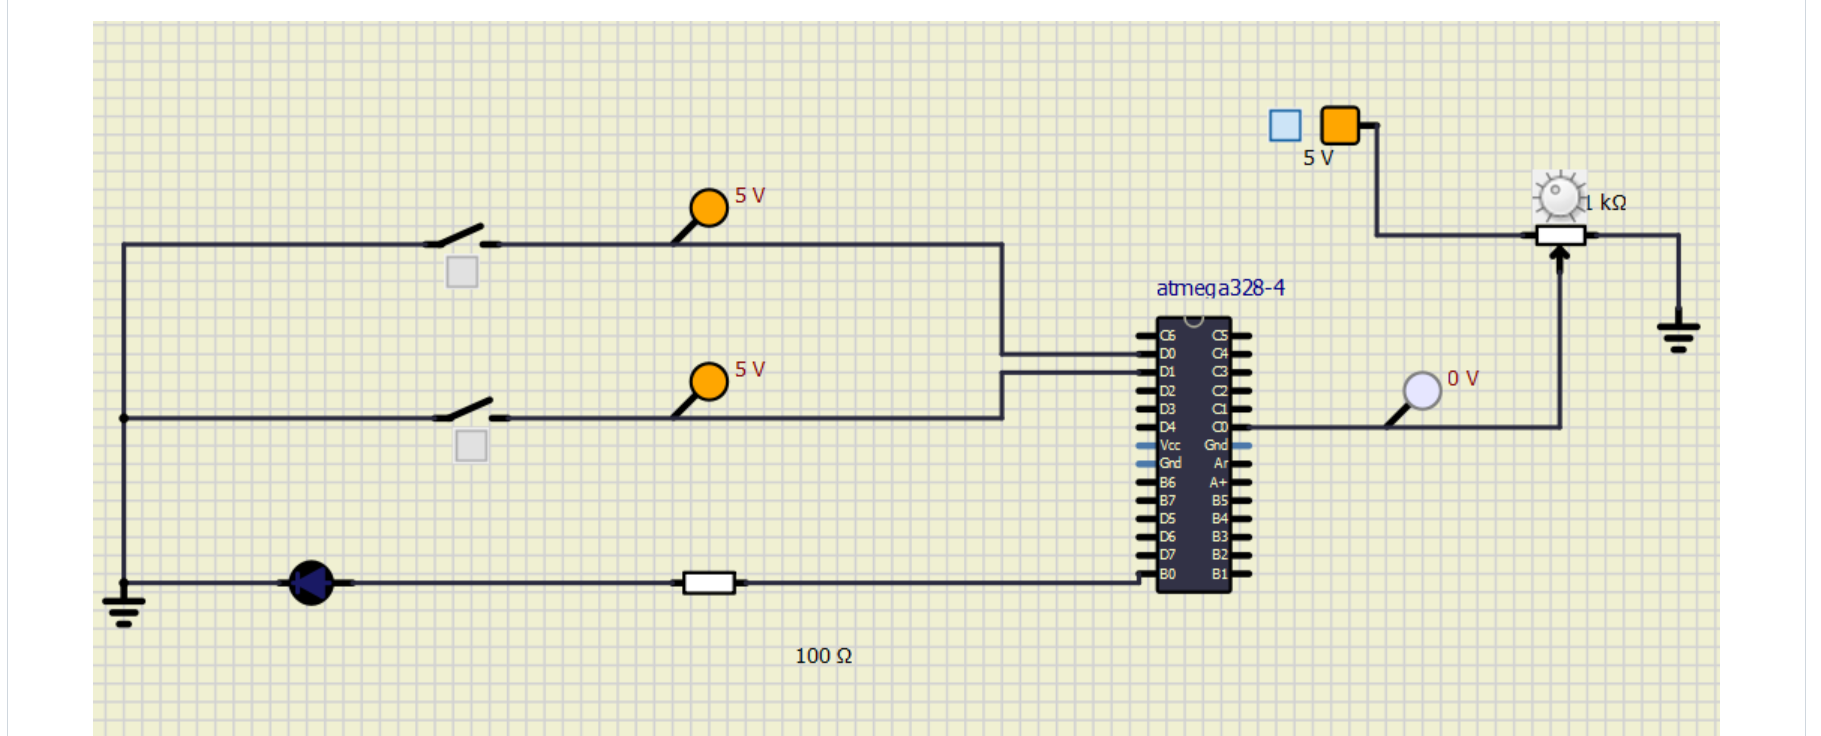 5 V
5 V
1 kΩ
atmega328-4
C6 C5
D0 C4
D1 C3
D2 C2
D3 C1
D4 C0
Vcc Gnd
Gnd Ar
B6 A+
B7 B5
D5 B4
D6 B3
D7 B2
B0 B1
5 V
0 V
100 Ω